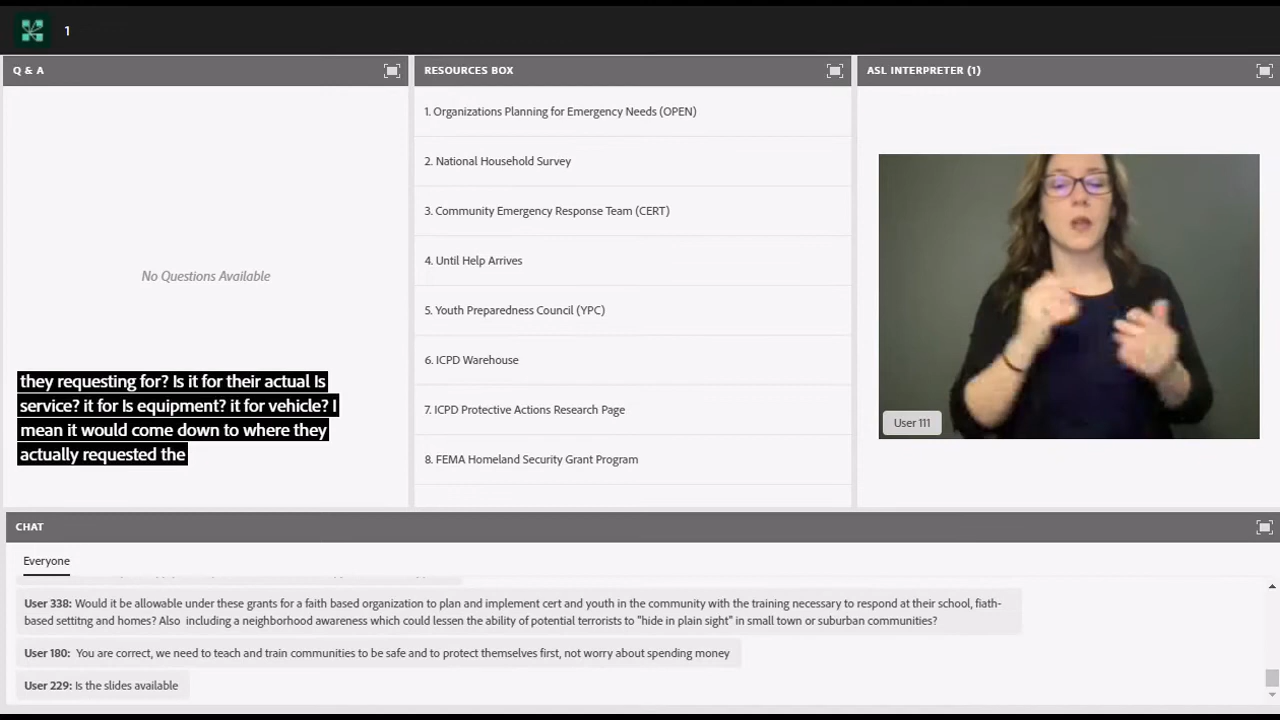 1
Q & A
No Questions Available
they requesting for? Is it for their actual Is
service? it for Is equipment? it for vehicle? I
mean it would come down to where they
actually requested the
RESOURCES BOX
1. Organizations Planning for Emergency Needs (OPEN)
2. National Household Survey
3. Community Emergency Response Team (CERT)
4. Until Help Arrives
5. Youth Preparedness Council (YPC)
6. ICPD Warehouse
7. ICPD Protective Actions Research Page
8. FEMA Homeland Security Grant Program
ASL INTERPRETER (1)
User 111
CHAT
Everyone
User 338: Would it be allowable under these grants for a faith based organization to plan and implement cert and youth in the community with the training necessary to respond at their school, fiath-
based settitng and homes? Also including a neighborhood awareness which could lessen the ability of potential terrorists to "hide in plain sight" in small town or suburban communities?
User 180: You are correct, we need to teach and train communities to be safe and to protect themselves first, not worry about spending money
User 229: Is the slides available